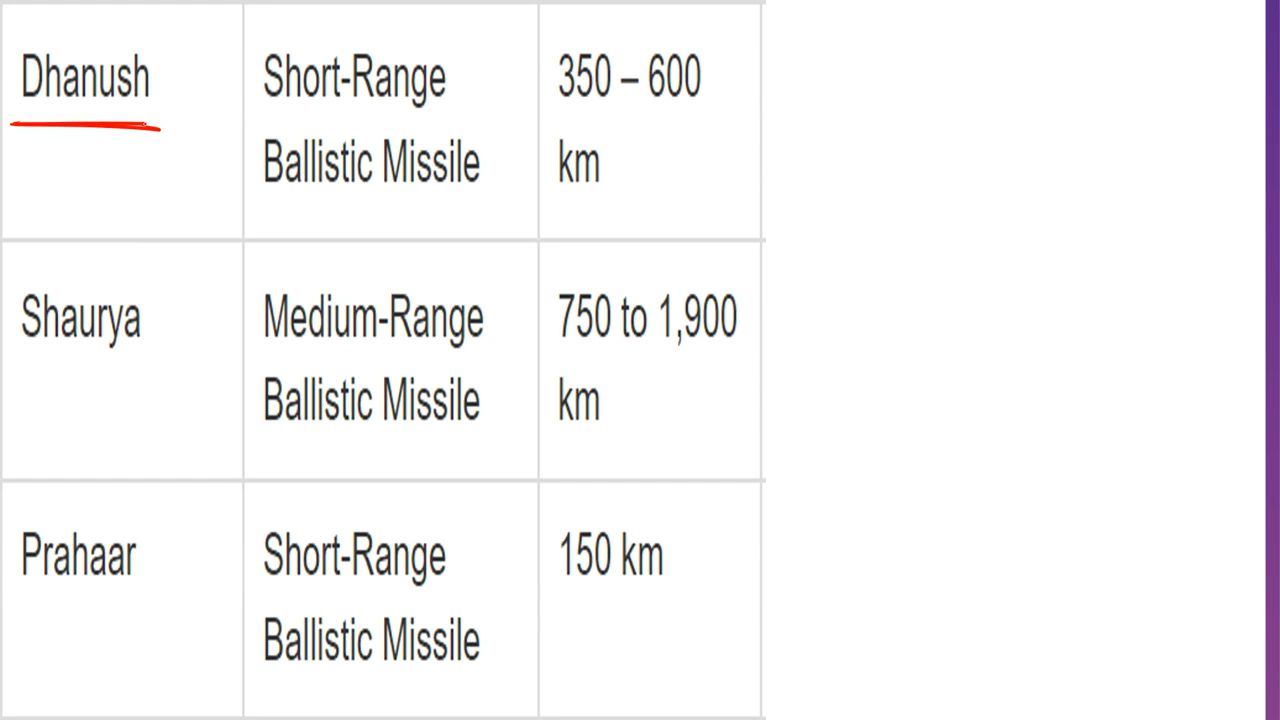 Dhanush Short-Range 350 – 600
Ballistic Missile km
Shaurya Medium-Range 750 to 1,900
Ballistic Missile km
Prahaar Short-Range 150 km
Ballistic Missile